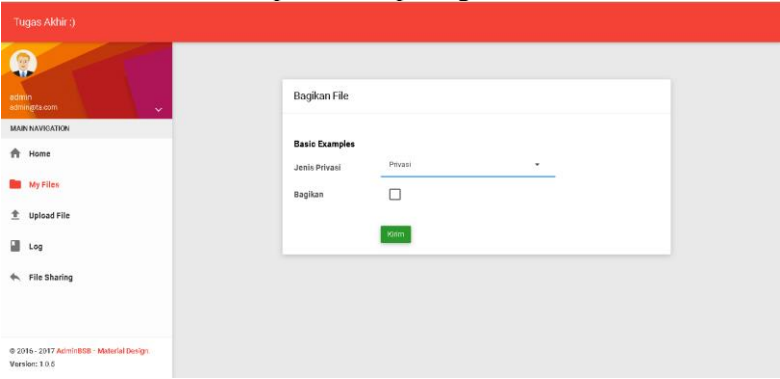 Tugas Akhir :)
admin
admin@ts.com
MAIN NAVIGATION
Home
My Files
Upload File
Log
File Sharing
© 2016 - 2017 AdminBSB - Material Design.
Version: 1.0.5
Bagikan File
Basic Examples
Jenis Privasi
Privasi
Bagikan
Kirim